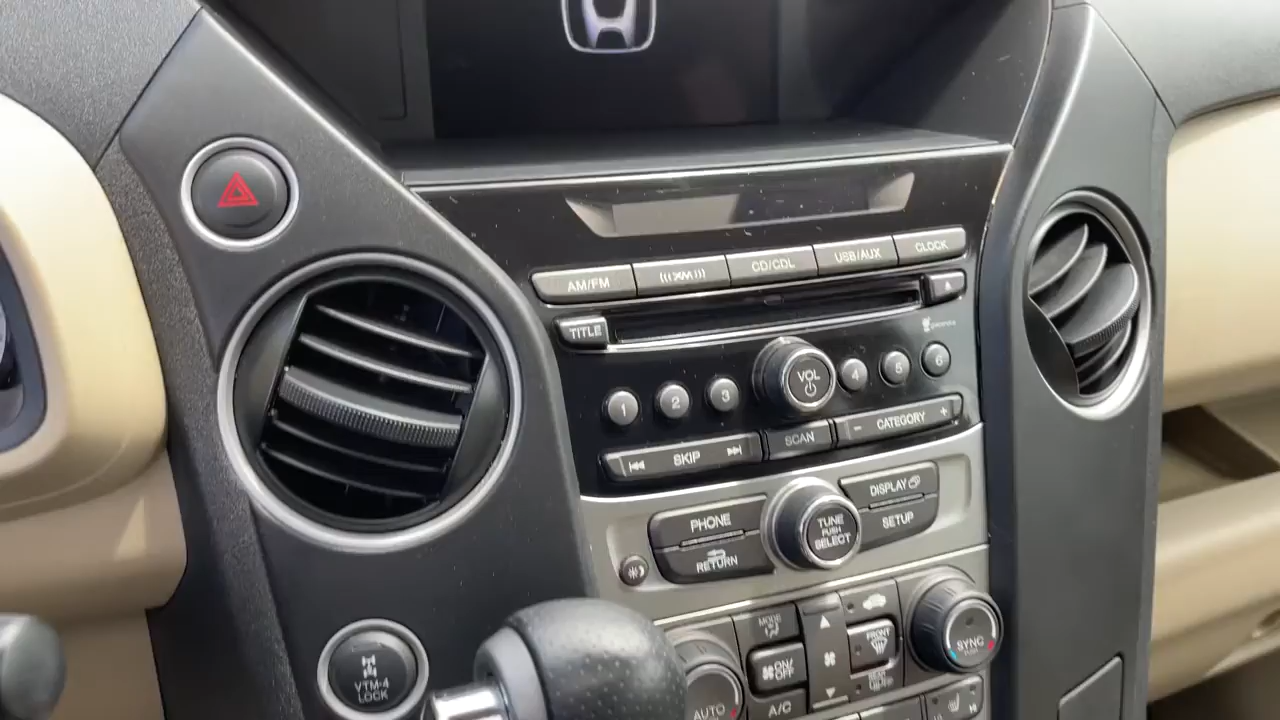 AM/FM
((( XM )))
CD/CDL
USB/AUX
CLOCK
TITLE
1
2
3
VOL
4
5
6
SKIP
SCAN
- CATEGORY +
PHONE
RETURN
TUNE
PUSH
SELECT
DISPLAY
SETUP
MODE
ON/
OFF
FRONT
REAR
SYNC
AUTO
A/C
VTM-4
LOCK